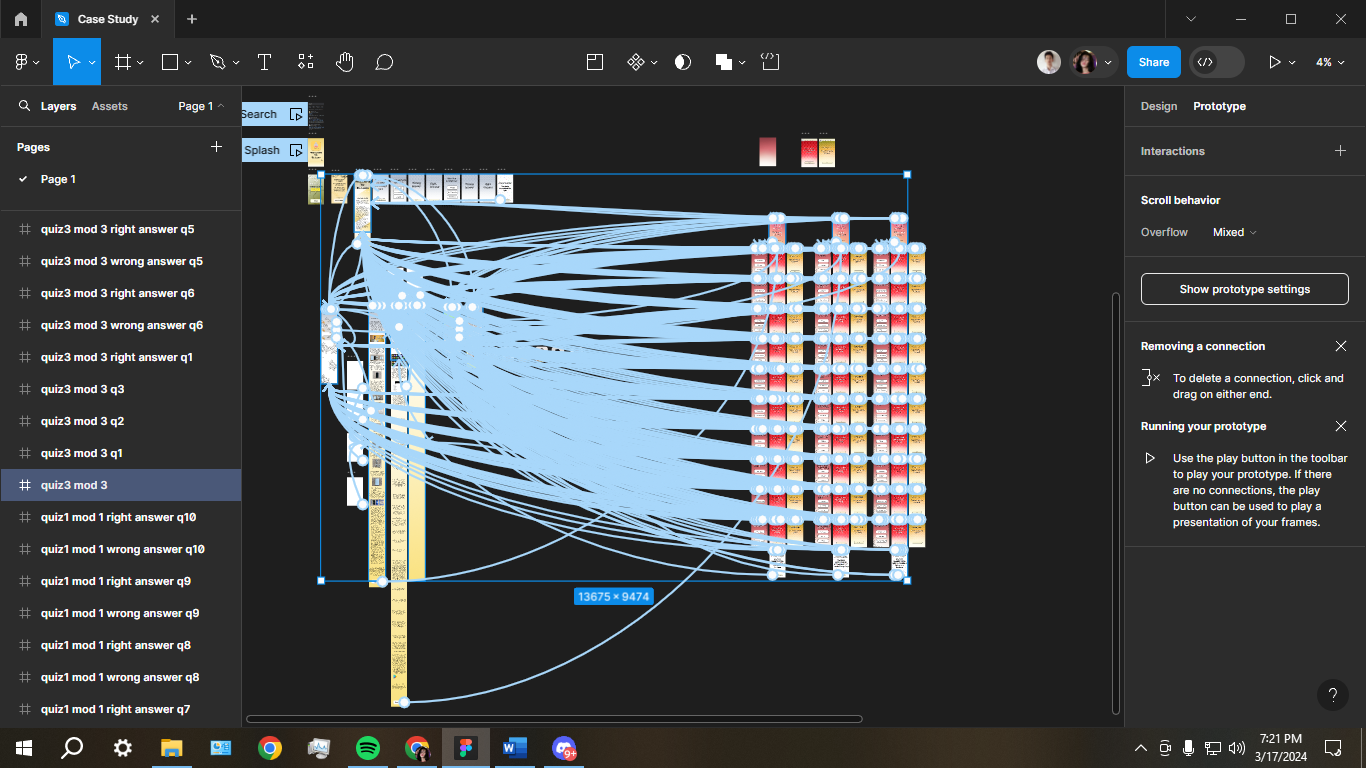 Case Study
Share
4%
Layers
Assets
Page 1
Pages
Page 1
quiz3 mod 3 right answer q5
quiz3 mod 3 wrong answer q5
quiz3 mod 3 right answer q6
quiz3 mod 3 wrong answer q6
quiz3 mod 3 right answer q1
quiz3 mod 3 q3
quiz3 mod 3 q2
quiz3 mod 3 q1
quiz3 mod 3
quiz1 mod 1 right answer q10
quiz1 mod 1 wrong answer q10
quiz1 mod 1 right answer q9
quiz1 mod 1 wrong answer q9
quiz1 mod 1 right answer q8
quiz1 mod 1 wrong answer q8
quiz1 mod 1 right answer q7
Search
Splash
13675 × 9474
Design
Prototype
Interactions
Scroll behavior
Overflow
Mixed
Show prototype settings
Removing a connection
To delete a connection, click and
drag on either end.
Running your prototype
Use the play button in the toolbar
to play your prototype. If there
are no connections, the play
button can be used to play a
presentation of your frames.
?
9+
7:21 PM
3/17/2024